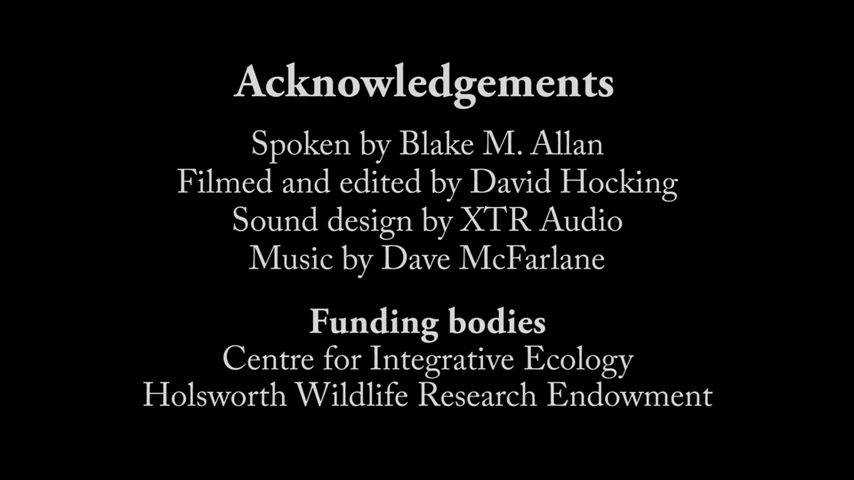 Acknowledgements
Spoken by Blake M. Allan
Filmed and edited by David Hocking
Sound design by XTR Audio
Music by Dave McFarlane
Funding bodies
Centre for Integrative Ecology
Holsworth Wildlife Research Endowment